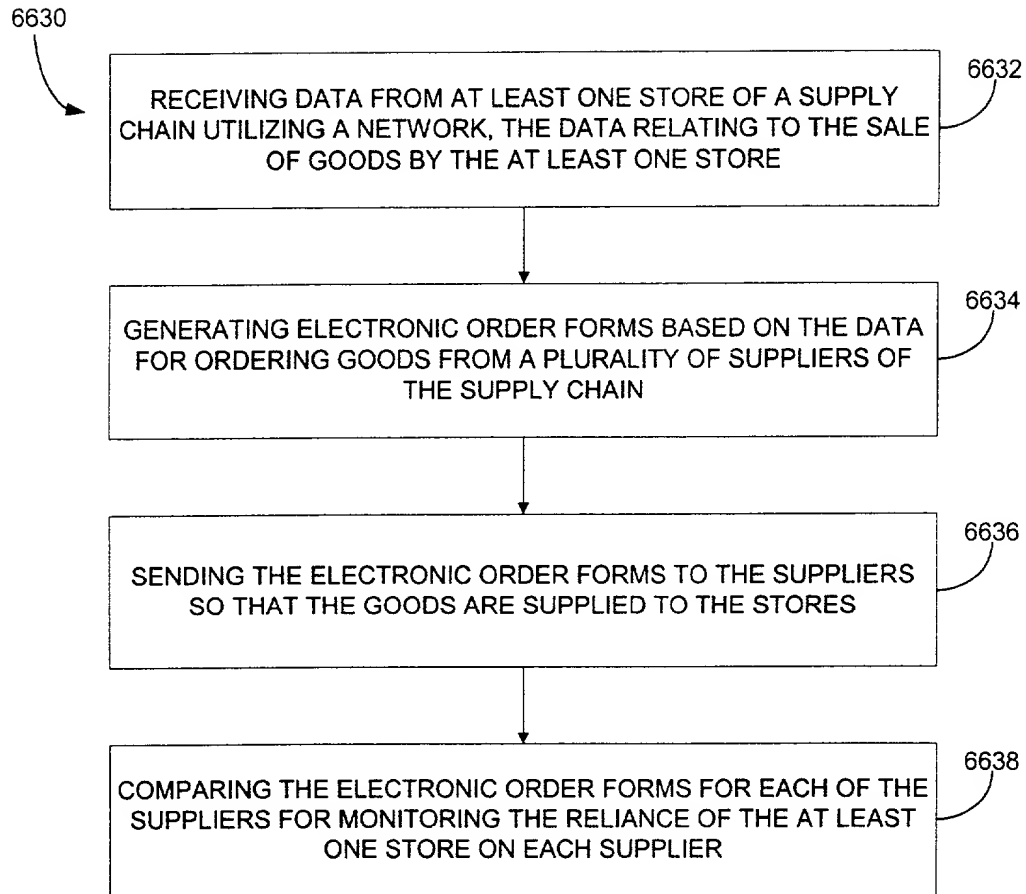 6630
6632
RECEIVING DATA FROM AT LEAST ONE STORE OF A SUPPLY
CHAIN UTILIZING A NETWORK, THE DATA RELATING TO THE SALE
OF GOODS BY THE AT LEAST ONE STORE
6634
GENERATING ELECTRONIC ORDER FORMS BASED ON THE DATA
FOR ORDERING GOODS FROM A PLURALITY OF SUPPLIERS OF
THE SUPPLY CHAIN
6636
SENDING THE ELECTRONIC ORDER FORMS TO THE SUPPLIERS
SO THAT THE GOODS ARE SUPPLIED TO THE STORES
6638
COMPARING THE ELECTRONIC ORDER FORMS FOR EACH OF THE
SUPPLIERS FOR MONITORING THE RELIANCE OF THE AT LEAST
ONE STORE ON EACH SUPPLIER